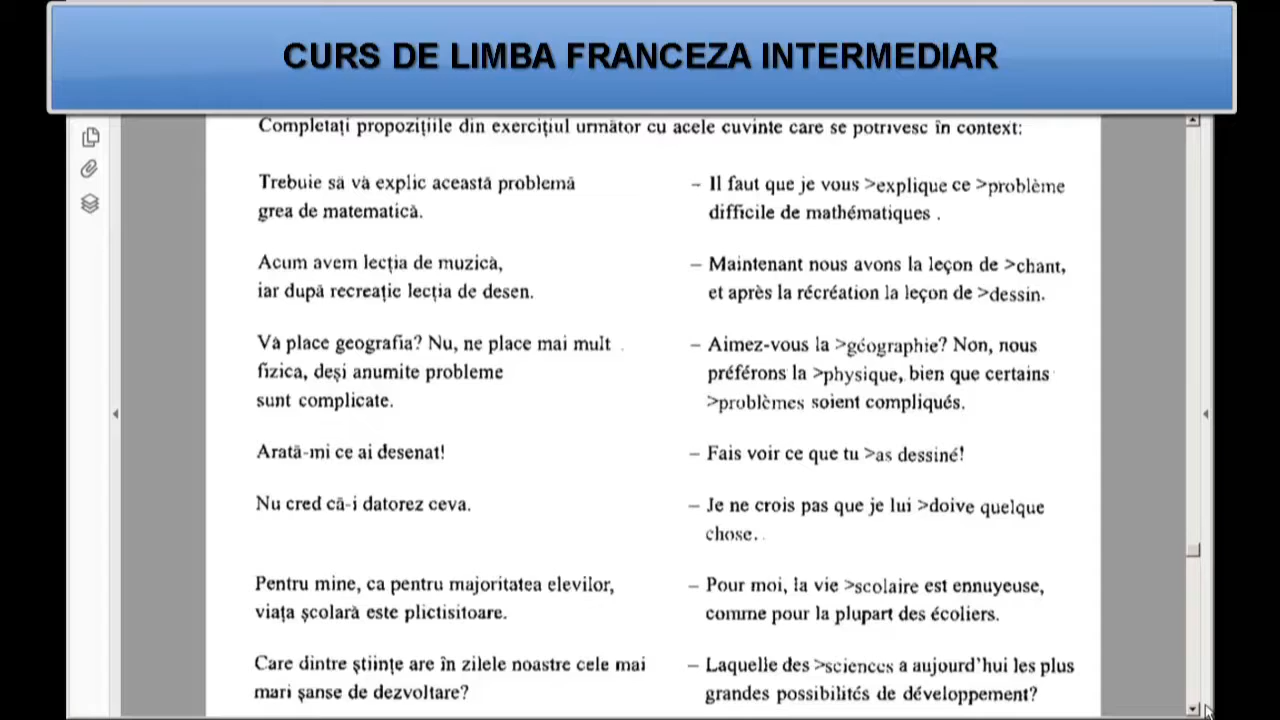 CURS DE LIMBA FRANCEZA INTERMEDIAR
Completați propozițiile din exercițiul următor cu acele cuvinte care se potrivesc în context:
Trebuie să vă explic această problemă
grea de matematică.
– Il faut que je vous >explique ce >problème
difficile de mathématiques .
Acum avem lecția de muzică,
iar după recreație lecția de desen.
– Maintenant nous avons la leçon de >chant,
et après la récréation la leçon de >dessin.
Vă place geografia? Nu, ne place mai mult
fizica, deși anumite probleme
sunt complicate.
– Aimez-vous la >géographie? Non, nous
préférons la >physique, bien que certains
>problèmes soient compliqués.
Arată-mi ce ai desenat!
– Fais voir ce que tu >as dessiné!
Nu cred că-i datorez ceva.
– Je ne crois pas que je lui >doive quelque
chose.
Pentru mine, ca pentru majoritatea elevilor,
viața școlară este plictisitoare.
– Pour moi, la vie >scolaire est ennuyeuse,
comme pour la plupart des écoliers.
Care dintre științe are în zilele noastre cele mai
mari șanse de dezvoltare?
– Laquelle des >sciences a aujourd'hui les plus
grandes possibilités de développement?